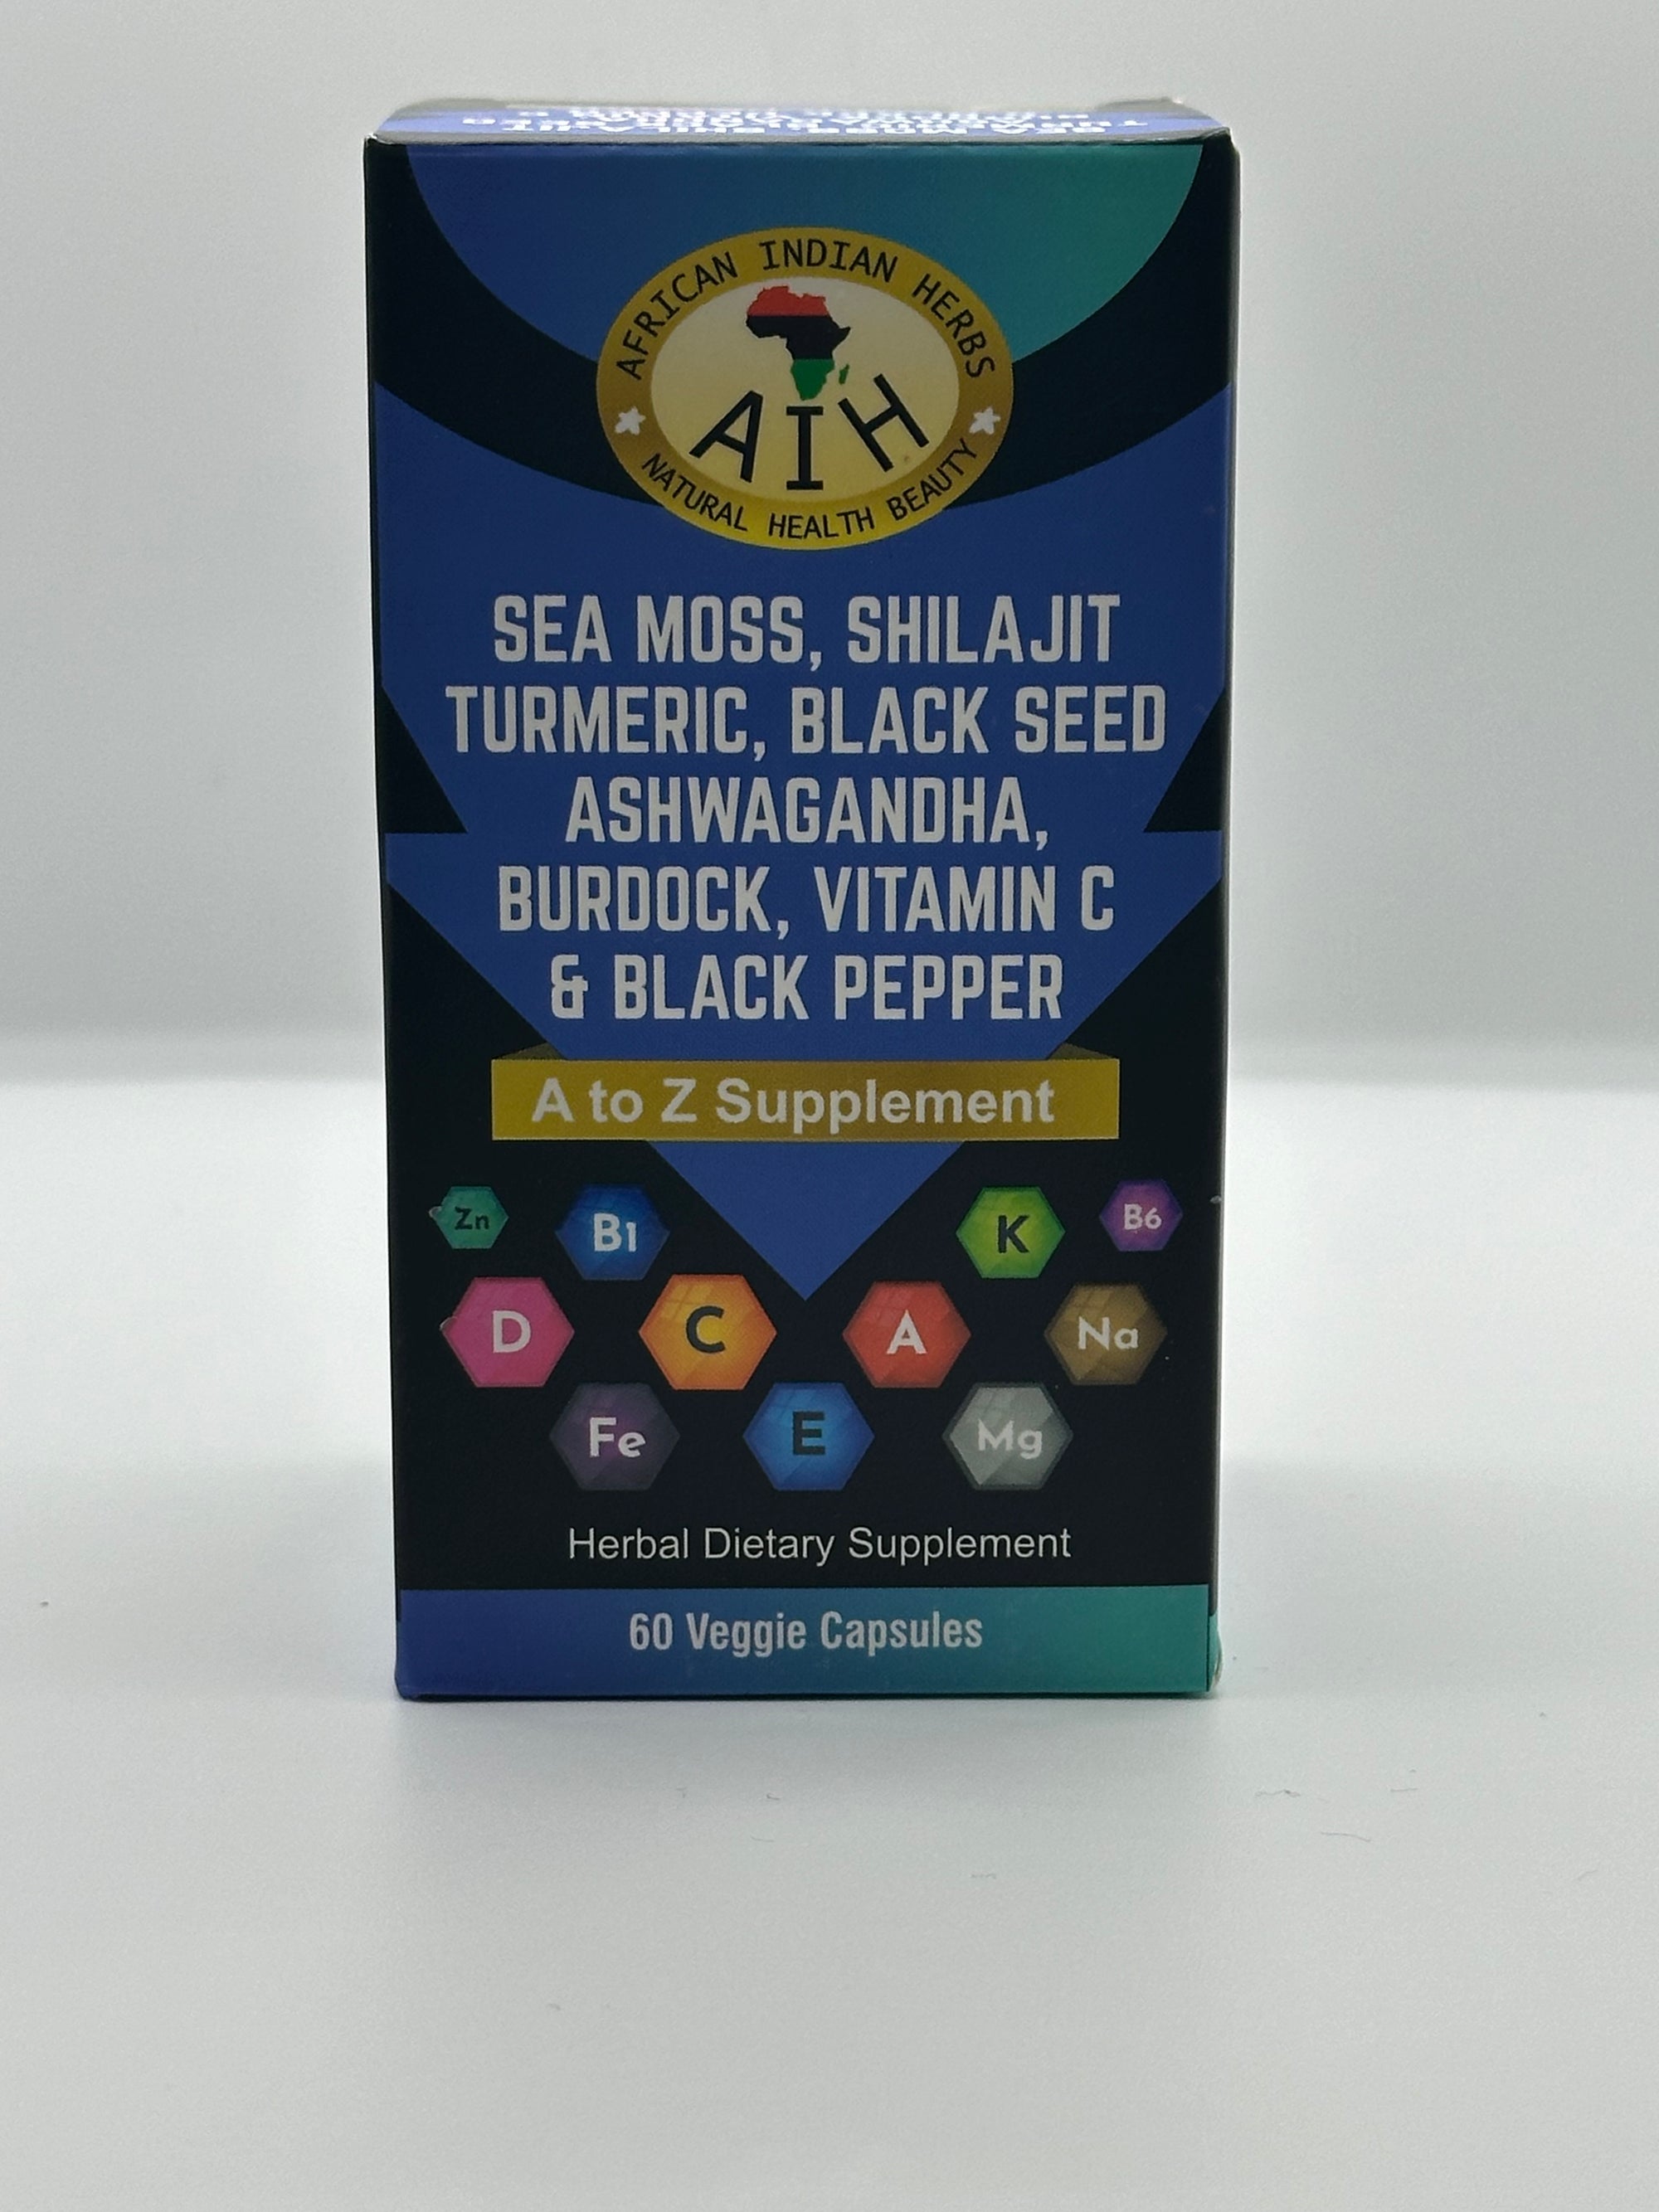 AFRICAN INDIAN HERBS
AIH
NATURAL HEALTH BEAUTY
SEA MOSS, SHILAJIT
TURMERIC, BLACK SEED
ASHWAGANDHA,
BURDOCK, VITAMIN C
& BLACK PEPPER
A to Z Supplement
Zn B1 K B6
D C A Na
Fe E Mg
Herbal Dietary Supplement
60 Veggie Capsules